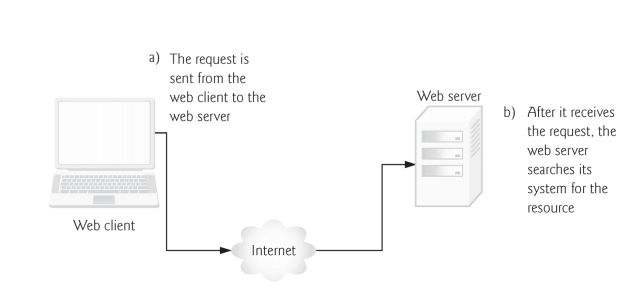 a) The request is
sent from the
web client to the
web server
Web server
b) After it receives
the request, the
web server
searches its
system for the
resource
Web client
Internet